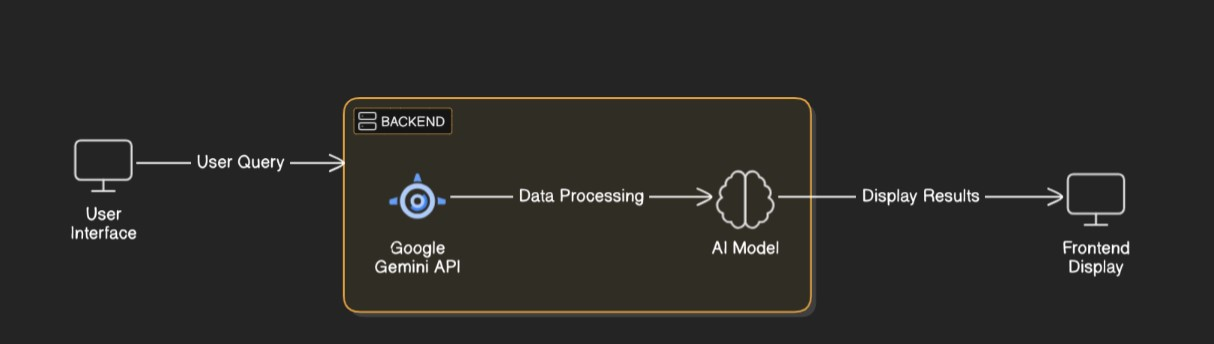 BACKEND
User Query
User
Interface
Data Processing
Google
Gemini API
AI Model
Display Results
Frontend
Display